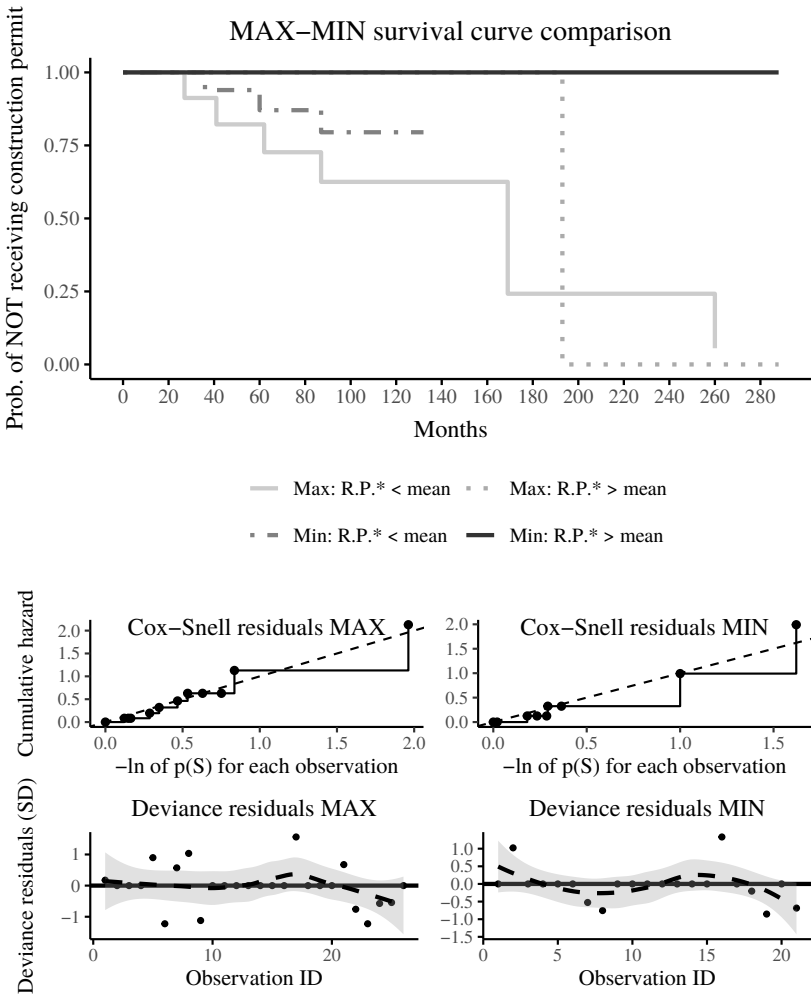 MAX−MIN survival curve comparison
Prob. of NOT receiving construction permit
1.00
0.75
0.50
0.25
0.00
0 20 40 60 80 100 120 140 160 180 200 220 240 260 280
Months
Max: R.P.* < mean Max: R.P.* > mean
Min: R.P.* < mean Min: R.P.* > mean
Cumulative hazard
Cox−Snell residuals MAX
2.0
1.5
1.0
0.5
0.0
0.0 0.5 1.0 1.5 2.0
−ln of p(S) for each observation
Cox−Snell residuals MIN
2.0
1.5
1.0
0.5
0.0
0.0 0.5 1.0 1.5
−ln of p(S) for each observation
Deviance residuals (SD)
Deviance residuals MAX
1
0
−1
0 10 20
Observation ID
Deviance residuals MIN
1.0
0.5
0.0
−0.5
−1.0
−1.5
0 5 10 15 20
Observation ID